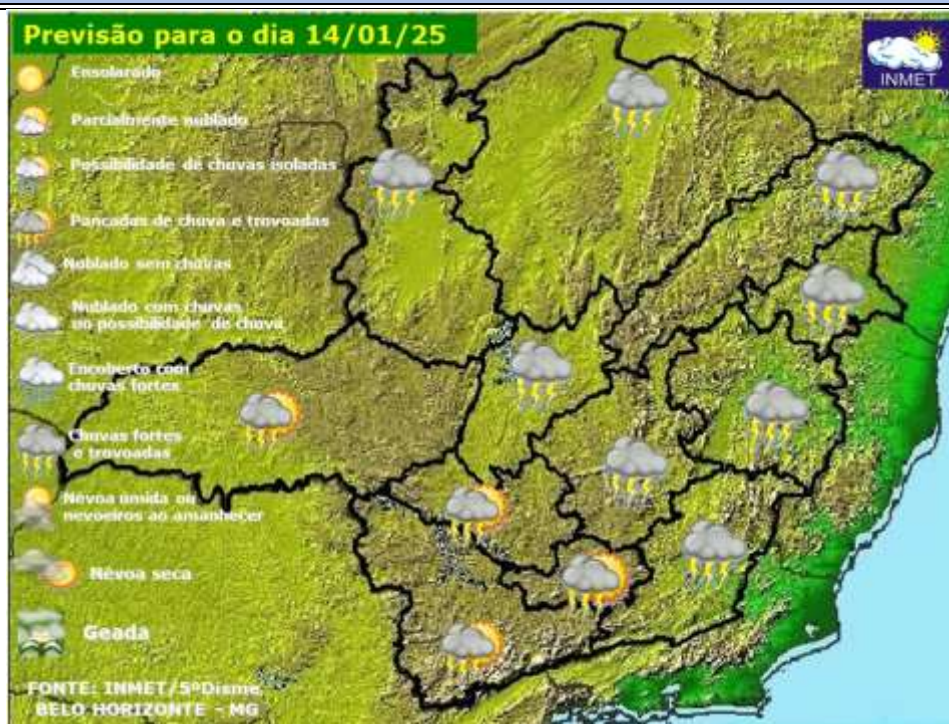 Previsão para o dia 14/01/25
INMET
Ensolarado
Parcialmente nublado
Possibilidade de chuvas isoladas
Pancadas de chuva e trovoadas
Nublado sem chuvas
Nublado com chuvas
ou possibilidade de chuva
Encoberto com
chuvas fortes
Chuvas fortes
e trovoadas
Névoa úmida ou
nevoeiros ao amanhecer
Névoa seca
Geada
FONTE: INMET/5ºDisme
BELO HORIZONTE - MG